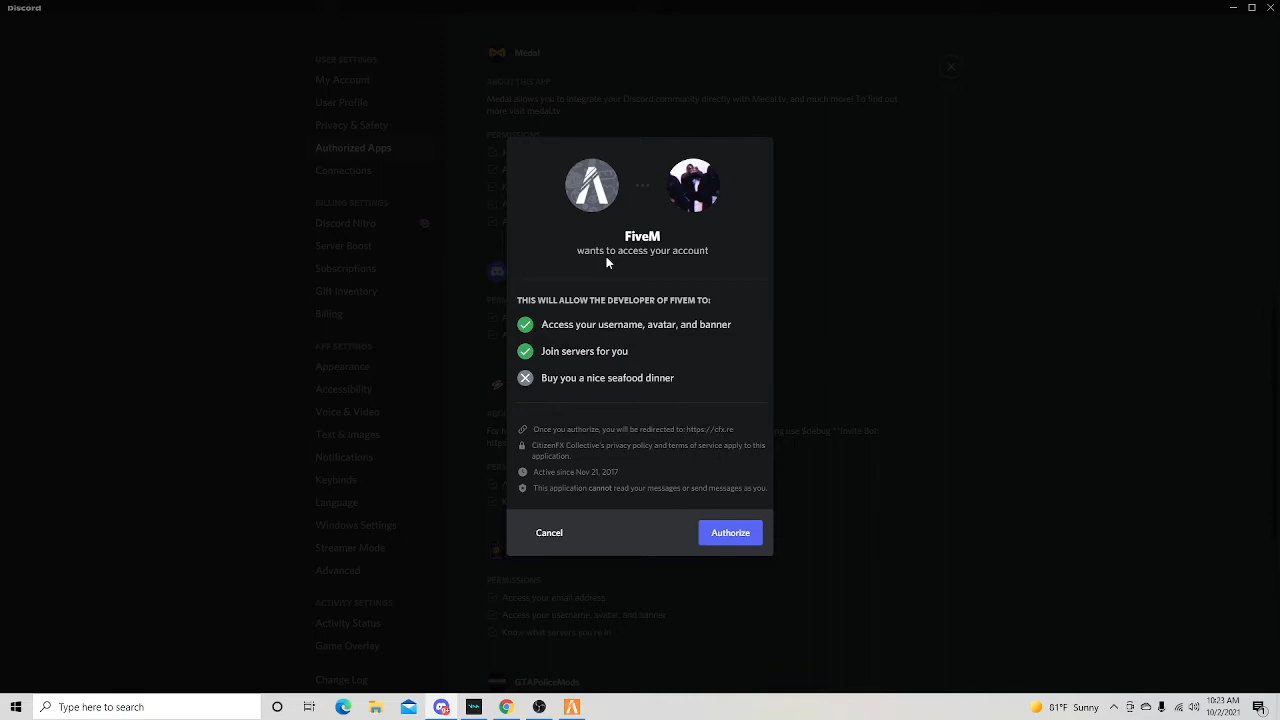 Discord
USER SETTINGS
My Account
User Profile
Privacy & Safety
Authorized Apps
Connections
BILLING SETTINGS
Discord Nitro
Server Boost
Subscriptions
Gift Inventory
Billing
APP SETTINGS
Appearance
Accessibility
Voice & Video
Text & Images
Notifications
Keybinds
Language
Windows Settings
Streamer Mode
Advanced
ACTIVITY SETTINGS
Activity Status
Game Overlay
Change Log
Medal
ABOUT THIS APP
Medal allows you to integrate your Discord community directly with Medal.tv, and much more! To find out
more visit medal.tv
PERMISSIONS
FiveM
wants to access your account
THIS WILL ALLOW THE DEVELOPER OF FIVEM TO:
Access your username, avatar, and banner
Join servers for you
Buy you a nice seafood dinner
Once you authorize, you will be redirected to: https://cfx.re
CitizenFX Collective's privacy policy and terms of service apply to this
application.
Active since Nov 21, 2017
This application cannot read your messages or send messages as you.
Cancel
Authorize
use $debug **Invite Bot:
PERMISSIONS
Access your email address
Access your username, avatar, and banner
Know what servers you're in
GTAPoliceMods
Type here to search
81°F Sunny
10:23 AM
10/2/2021